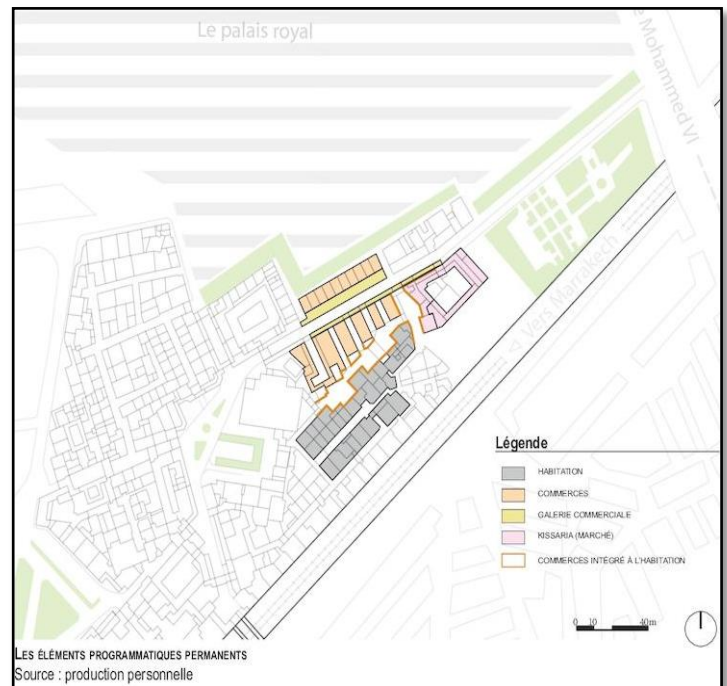 Le palais royal
e Mohammed VI
Vers Marrakech
Légende
HABITATION
COMMERCES
GALERIE COMMERCIALE
KISSARIA (MARCHÉ)
COMMERCES INTÉGRÉ À L'HABITATION
0 10 40m
LES ÉLÉMENTS PROGRAMMATIQUES PERMANENTS
Source : production personnelle